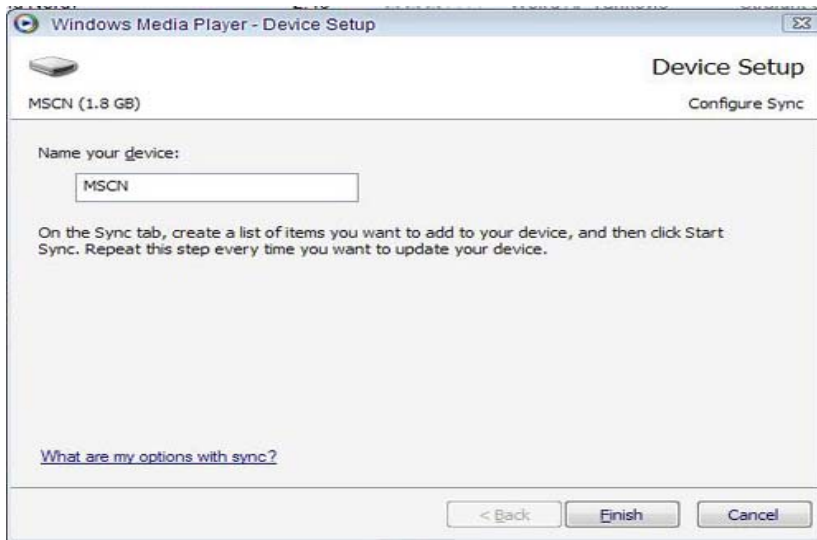 Windows Media Player - Device Setup
Device Setup
MSCN (1.8 GB)
Configure Sync
Name your device:
MSCN
On the Sync tab, create a list of items you want to add to your device, and then click Start
Sync. Repeat this step every time you want to update your device.
What are my options with sync?
< Back
Finish
Cancel